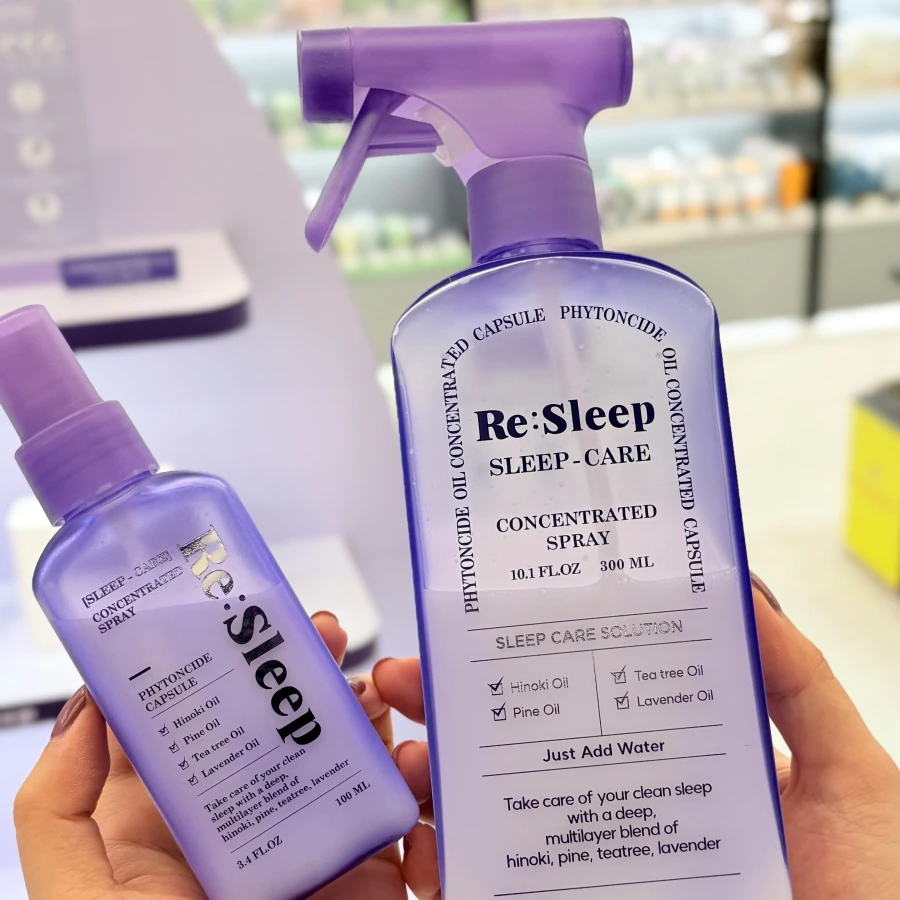 [SLEEP-CARE]
CONCENTRATED
SPRAY
Re:Sleep
PHYTONCIDE
CAPSULE
Hinoki Oil
Pine Oil
Tea tree Oil
Lavender Oil
Take care of your clean
sleep with a deep,
multilayer blend of
hinoki, pine, teatree, lavender
3.4 FL.OZ
100 ML
PHYTONCIDE OIL CONCENTRATED CAPSULE PHYTONCIDE OIL CONCENTRATED CAPSULE
Re:Sleep
SLEEP-CARE
CONCENTRATED
SPRAY
10.1 FL.OZ 300 ML
SLEEP CARE SOLUTION
Hinoki Oil
Tea tree Oil
Pine Oil
Lavender Oil
Just Add Water
Take care of your clean sleep
with a deep,
multilayer blend of
hinoki, pine, teatree, lavender